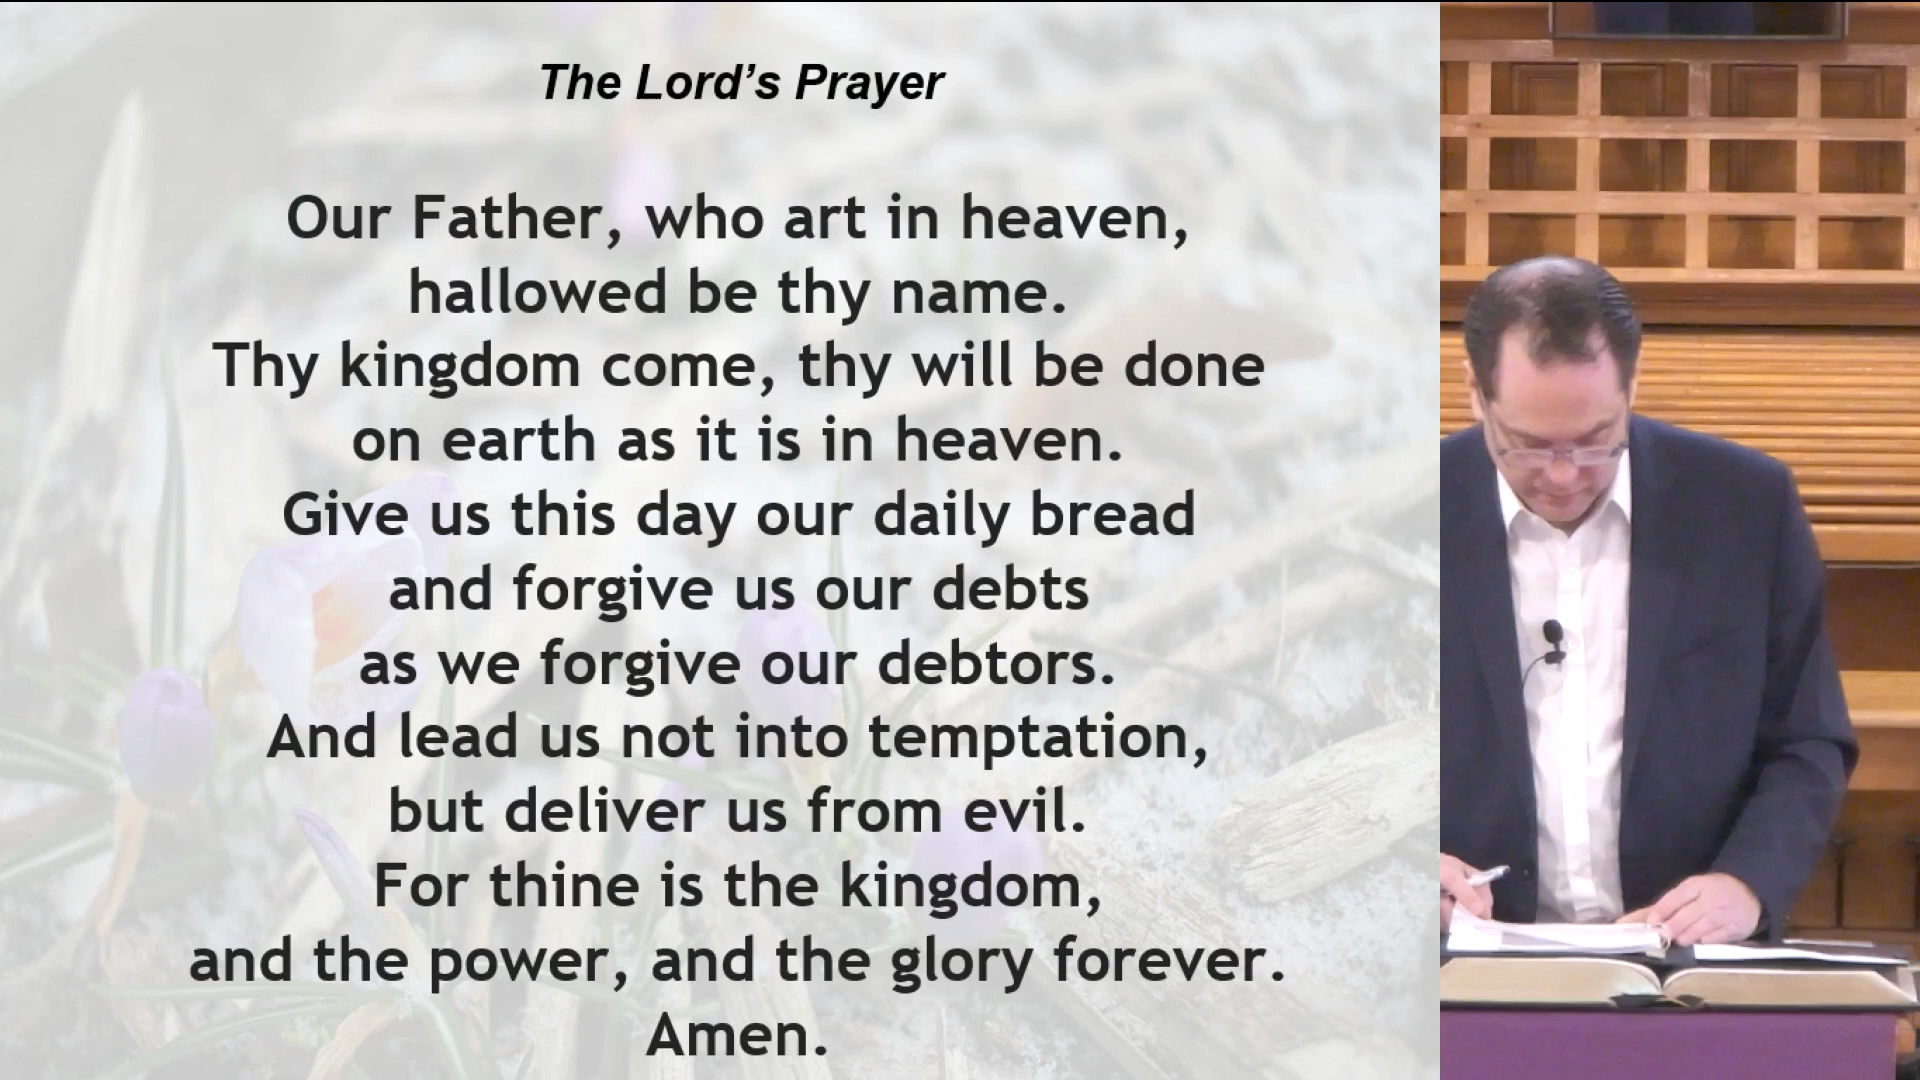 The Lord’s Prayer
Our Father, who art in heaven,
hallowed be thy name.
Thy kingdom come, thy will be done
on earth as it is in heaven.
Give us this day our daily bread
and forgive us our debts
as we forgive our debtors.
And lead us not into temptation,
but deliver us from evil.
For thine is the kingdom,
and the power, and the glory forever.
Amen.